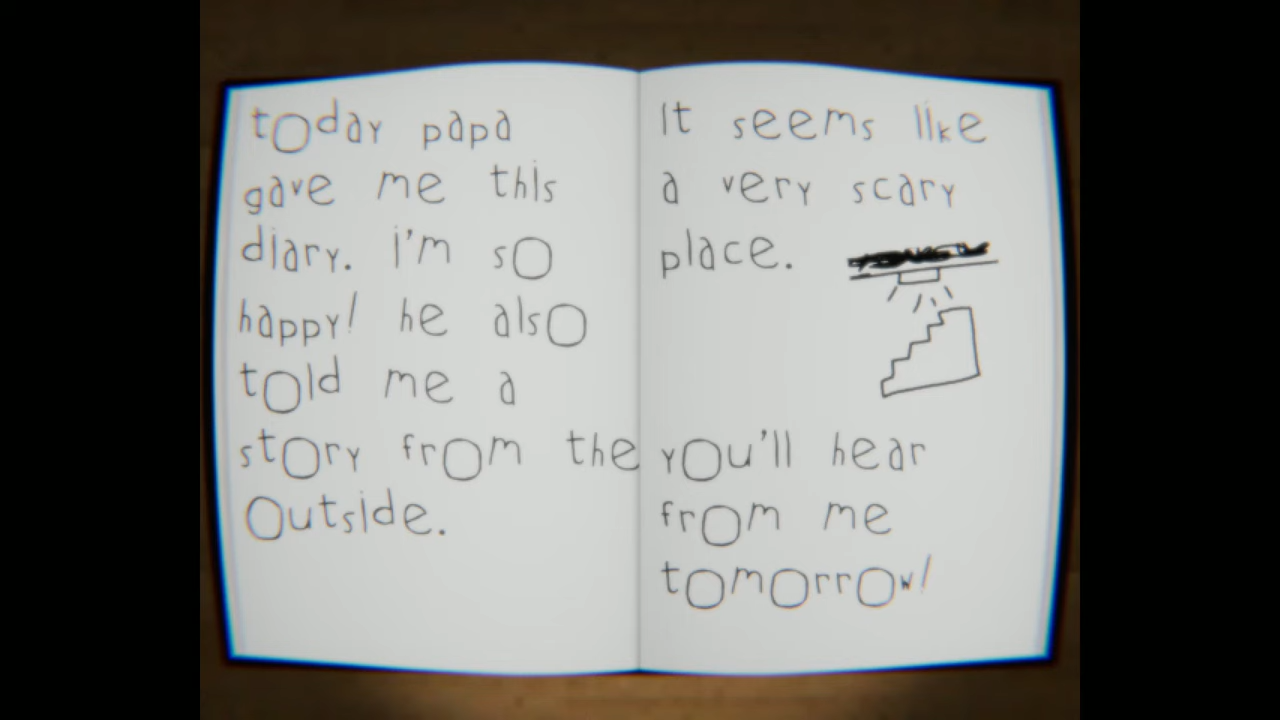 today papa
gave me this
diary. i'm so
happy! he also
told me a
story from the
outside.
It seems like
a very scary
place.
you'll hear
from me
tomorrow!